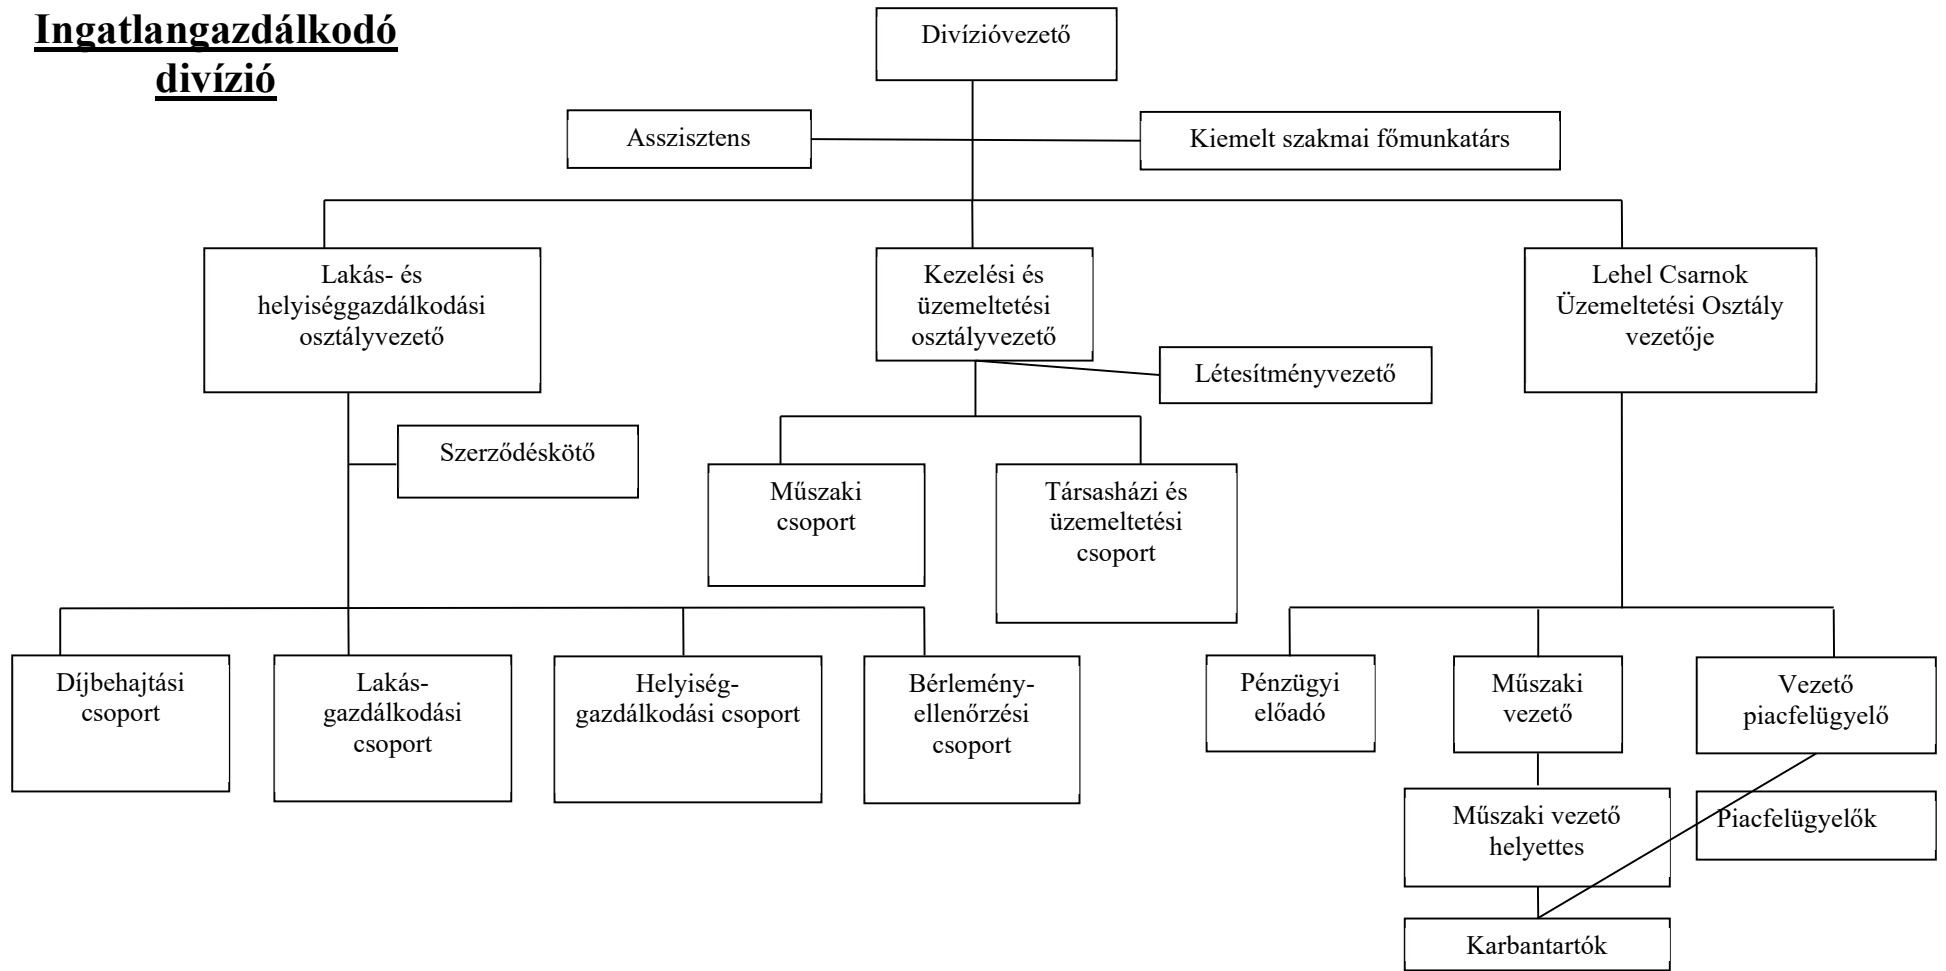 Ingatlangazdálkodó
divízió
Divízióvezető
Asszisztens
Kiemelt szakmai főmunkatárs
Lakás- és
helyiséggazdálkodási
osztályvezető
Kezelési és
üzemeltetési
osztályvezető
Lehel Csarnok
Üzemeltetési Osztály
vezetője
Létesítményvezető
Szerződéskötő
Műszaki
csoport
Társasházi és
üzemeltetési
csoport
Díjbehajtási
csoport
Lakás-
gazdálkodási
csoport
Helyiség-
gazdálkodási csoport
Bérlemény-
ellenőrzési
csoport
Pénzügyi
előadó
Műszaki
vezető
Vezető
piacfelügyelő
Műszaki vezető
helyettes
Piacfelügyelők
Karbantartók